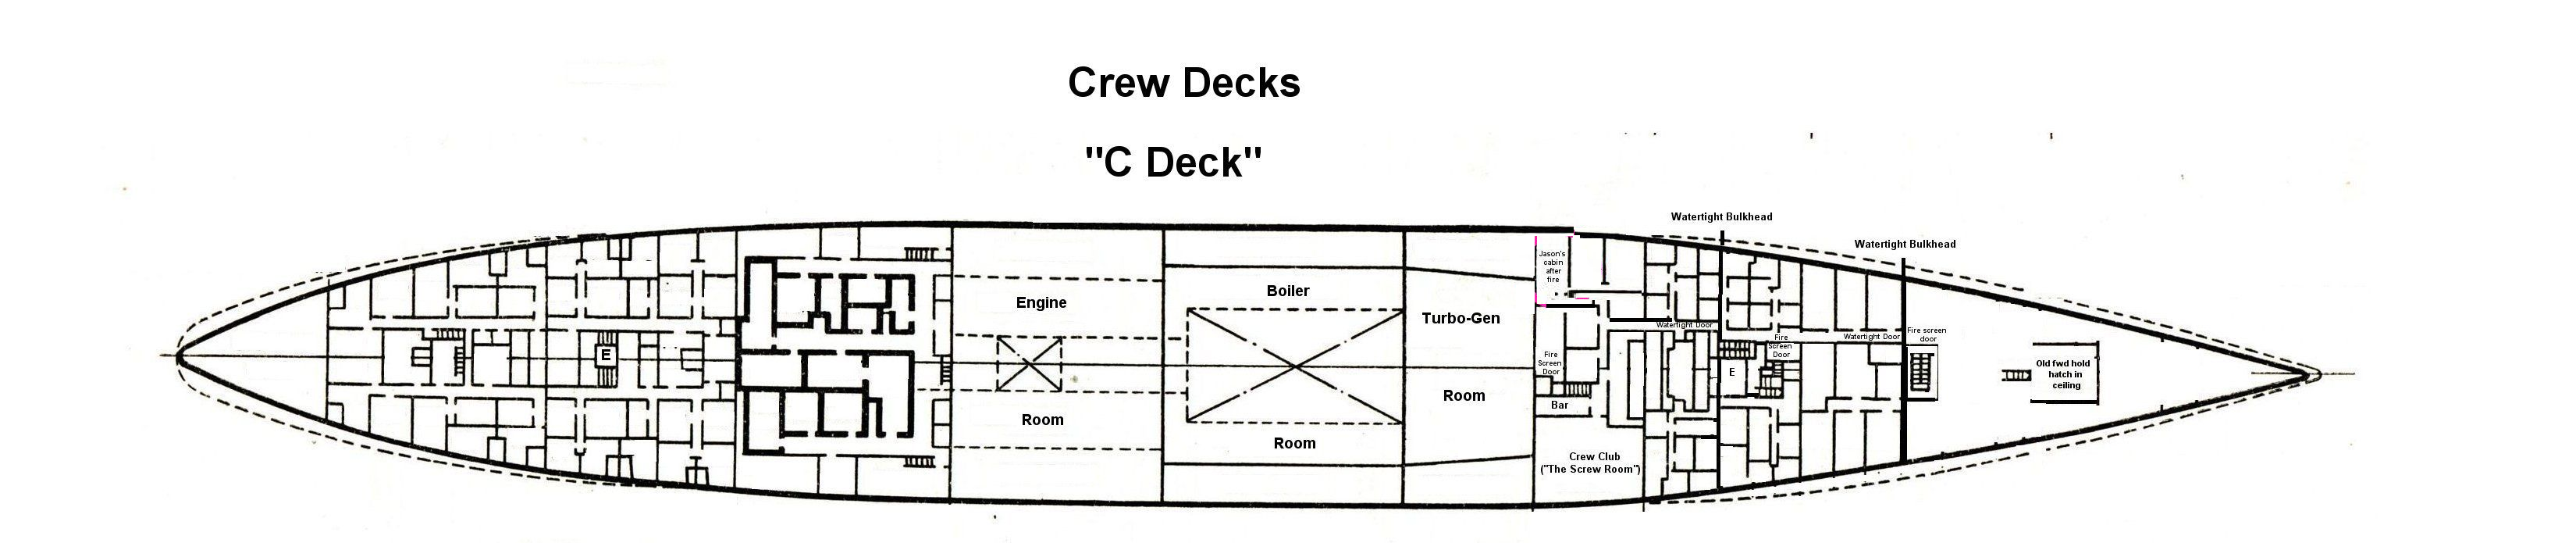 Crew Decks
"C Deck"
Watertight Bulkhead
Watertight Bulkhead
Jason's
cabin
after
fire
Engine
Room
Boiler
Room
Turbo-Gen
Room
Fire
Screen
Door
Bar
Crew Club
("The Screw Room")
Watertight Door
Fire
Screen
Door
Watertight Door
Fire screen
door
E
E
Old fwd hold
hatch in
ceiling